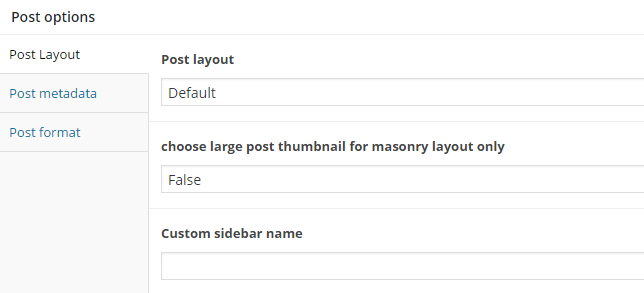 Post options
Post Layout
Post metadata
Post format
Post layout
Default
choose large post thumbnail for masonry layout only
False
Custom sidebar name